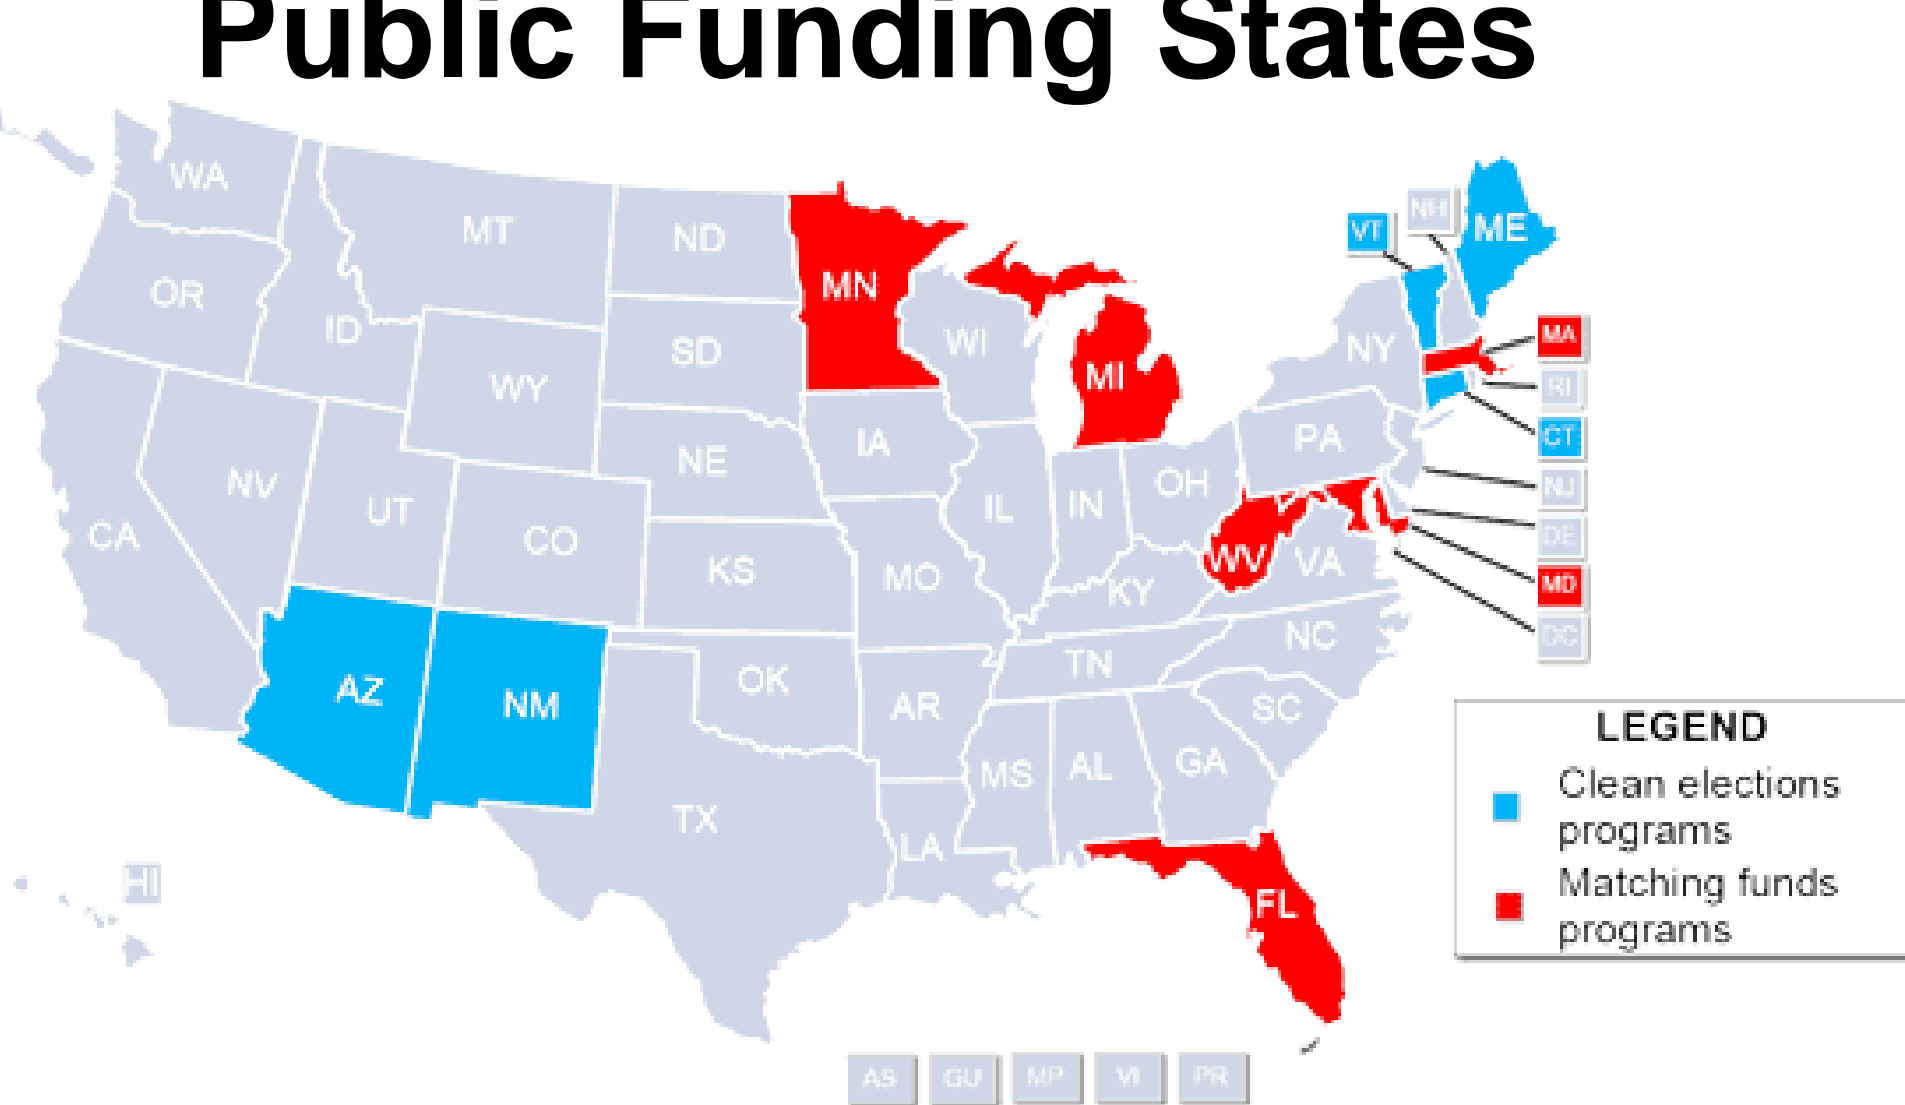 Public Funding States
WA
MT
ND
MN
VT
NH
ME
OR
ID
SD
WI
MI
NY
MA
WY
RI
IA
NE
PA
CT
NV
UT
CO
IL
IN
OH
NJ
CA
KS
MO
WV
VA
DE
KY
MD
NC
DC
AZ
NM
OK
TN
AR
SC
TX
MS
AL
GA
LA
HI
FL
LEGEND
Clean elections
programs
Matching funds
programs
AS
GU
MP
VI
PR